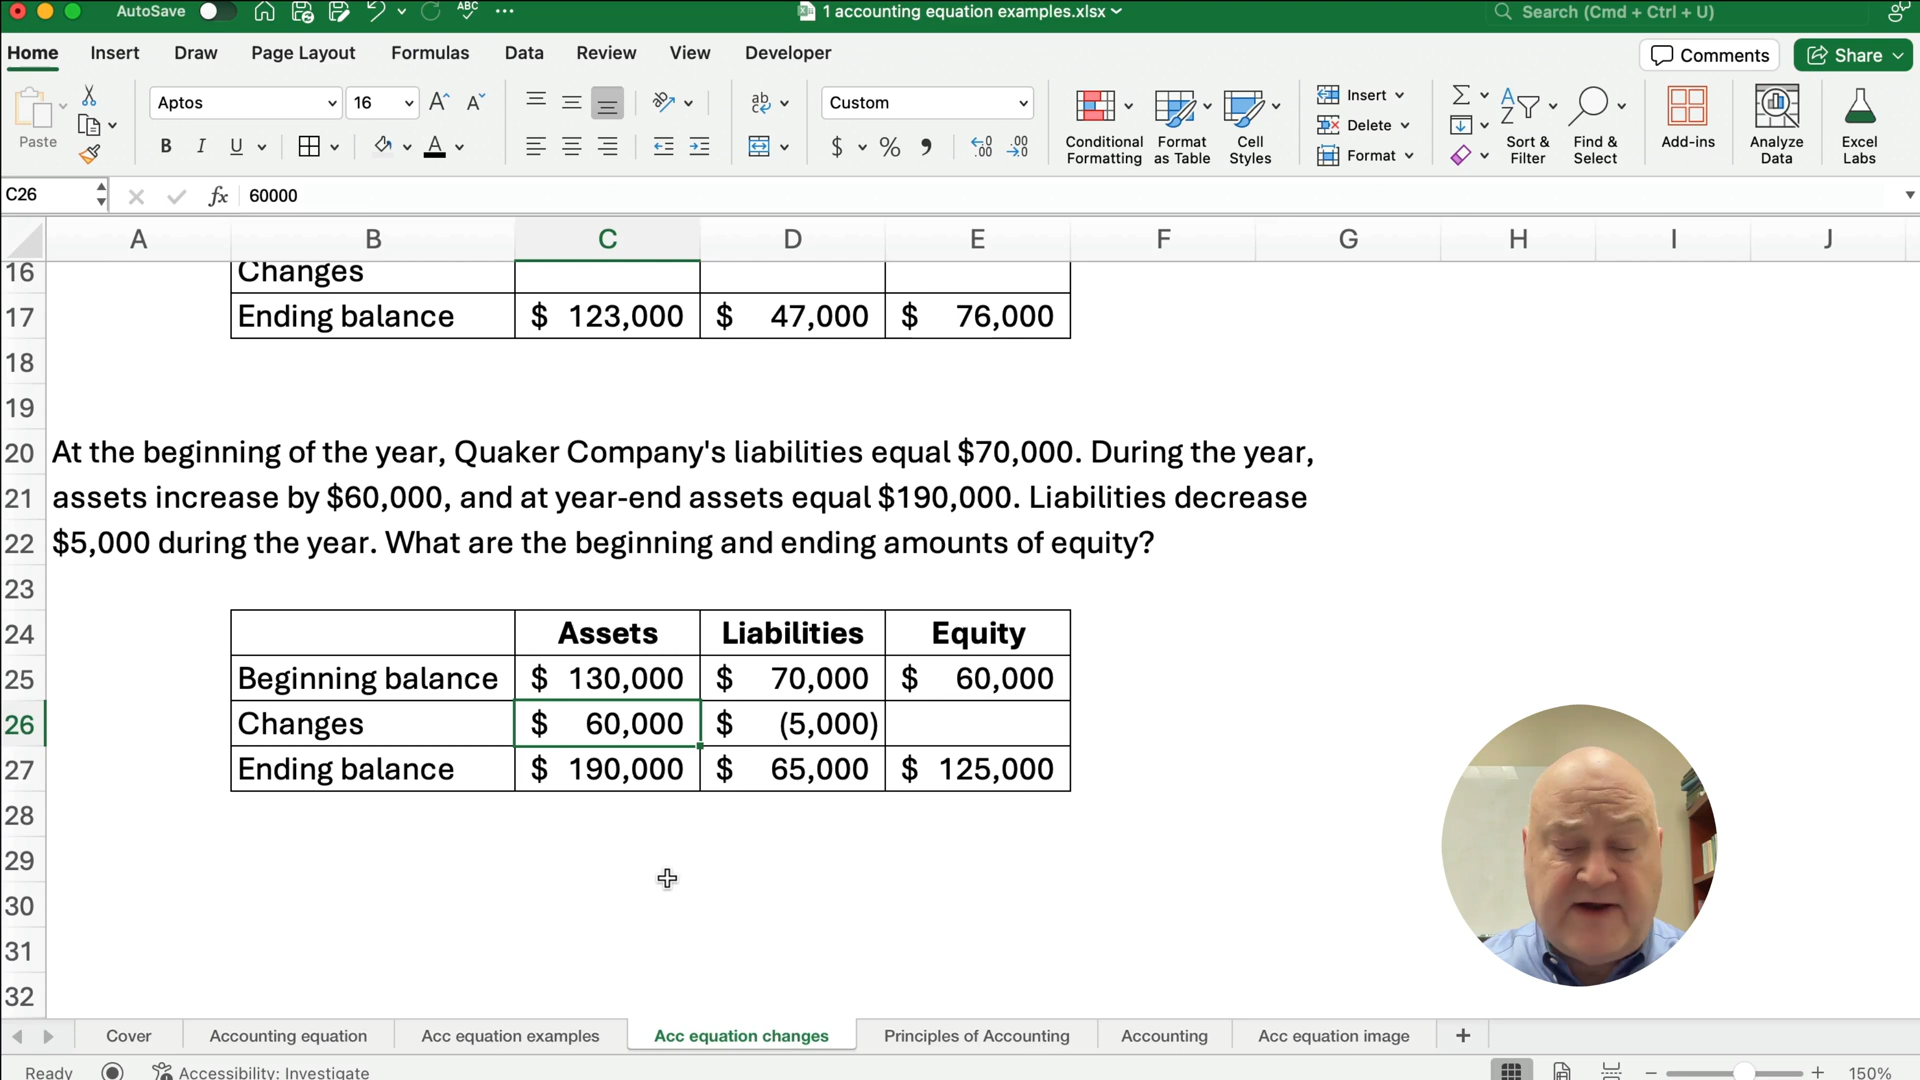 AutoSave
ABC
1 accounting equation examples.xlsx
Search (Cmd + Ctrl + U)
Home Insert Draw Page Layout Formulas Data Review View Developer
Comments Share
Paste
Aptos 16
B I U A
ab
Custom
$ % 9 .00 .00
Conditional Formatting
Format as Table
Cell Styles
Insert
Delete
Format
Sort & Filter
Find & Select
Add-ins
Analyze Data
Excel Labs
C26 fx 60000
A B C D E F G H I J
16 Changes
17 Ending balance $ 123,000 $ 47,000 $ 76,000
18
19
20 At the beginning of the year, Quaker Company's liabilities equal $70,000. During the year,
21 assets increase by $60,000, and at year-end assets equal $190,000. Liabilities decrease
22 $5,000 during the year. What are the beginning and ending amounts of equity?
23
24 Assets Liabilities Equity
25 Beginning balance $ 130,000 $ 70,000 $ 60,000
26 Changes $ 60,000 $ (5,000)
27 Ending balance $ 190,000 $ 65,000 $ 125,000
28
29
30
31
32
Cover Accounting equation Acc equation examples Acc equation changes Principles of Accounting Accounting Acc equation image +
Ready Accessibility: Investigate 150%